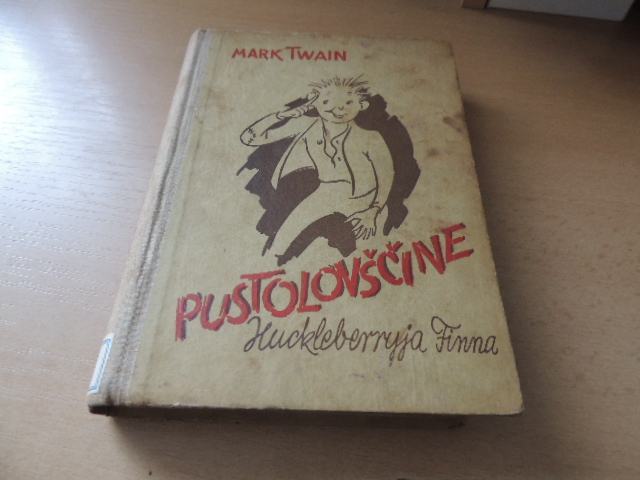 MARK TWAIN
PUSTOLOVŠČINE
Huckleberryja Finna